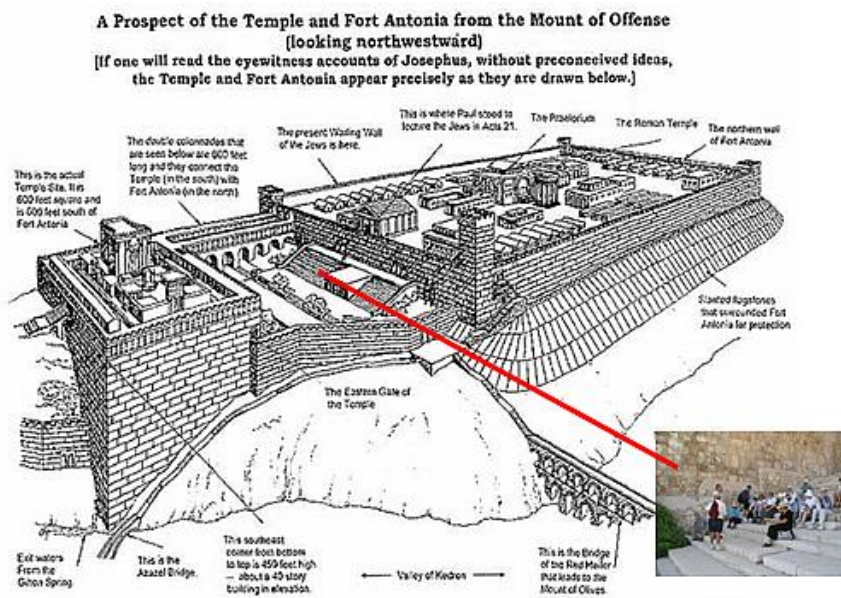 A Prospect of the Temple and Fort Antonia from the Mount of Offense
(looking northwestward)
[If one will read the eyewitness accounts of Josephus, without preconceived ideas,
the Temple and Fort Antonia appear precisely as they are drawn below.]
This is the actual
Temple Site. It is
600 feet square and
is 600 feet south of
Fort Antonia
The double colonnades that
are seen below are 600 feet
long and they connect the
Temple (in the south) with
Fort Antonia (in the north)
The present Wailing Wall
of the Jews is here.
This is where Paul stood to
lecture the Jews in Acts 21.
The Praetorium
The Roman Temple
The northern wall
of Fort Antonia
Slanted flagstones
that surrounded Fort
Antonia for protection
The Eastern Gate of
the Temple
Exit waters
From the
Gihon Spring.
This is the
Azazel Bridge.
This southeast
corner from bottom
to top is 450 feet high
— about a 40 story
building in elevation.
Valley of Kedron
This is the Bridge
of the Red Heifer
that leads to the
Mount of Olives